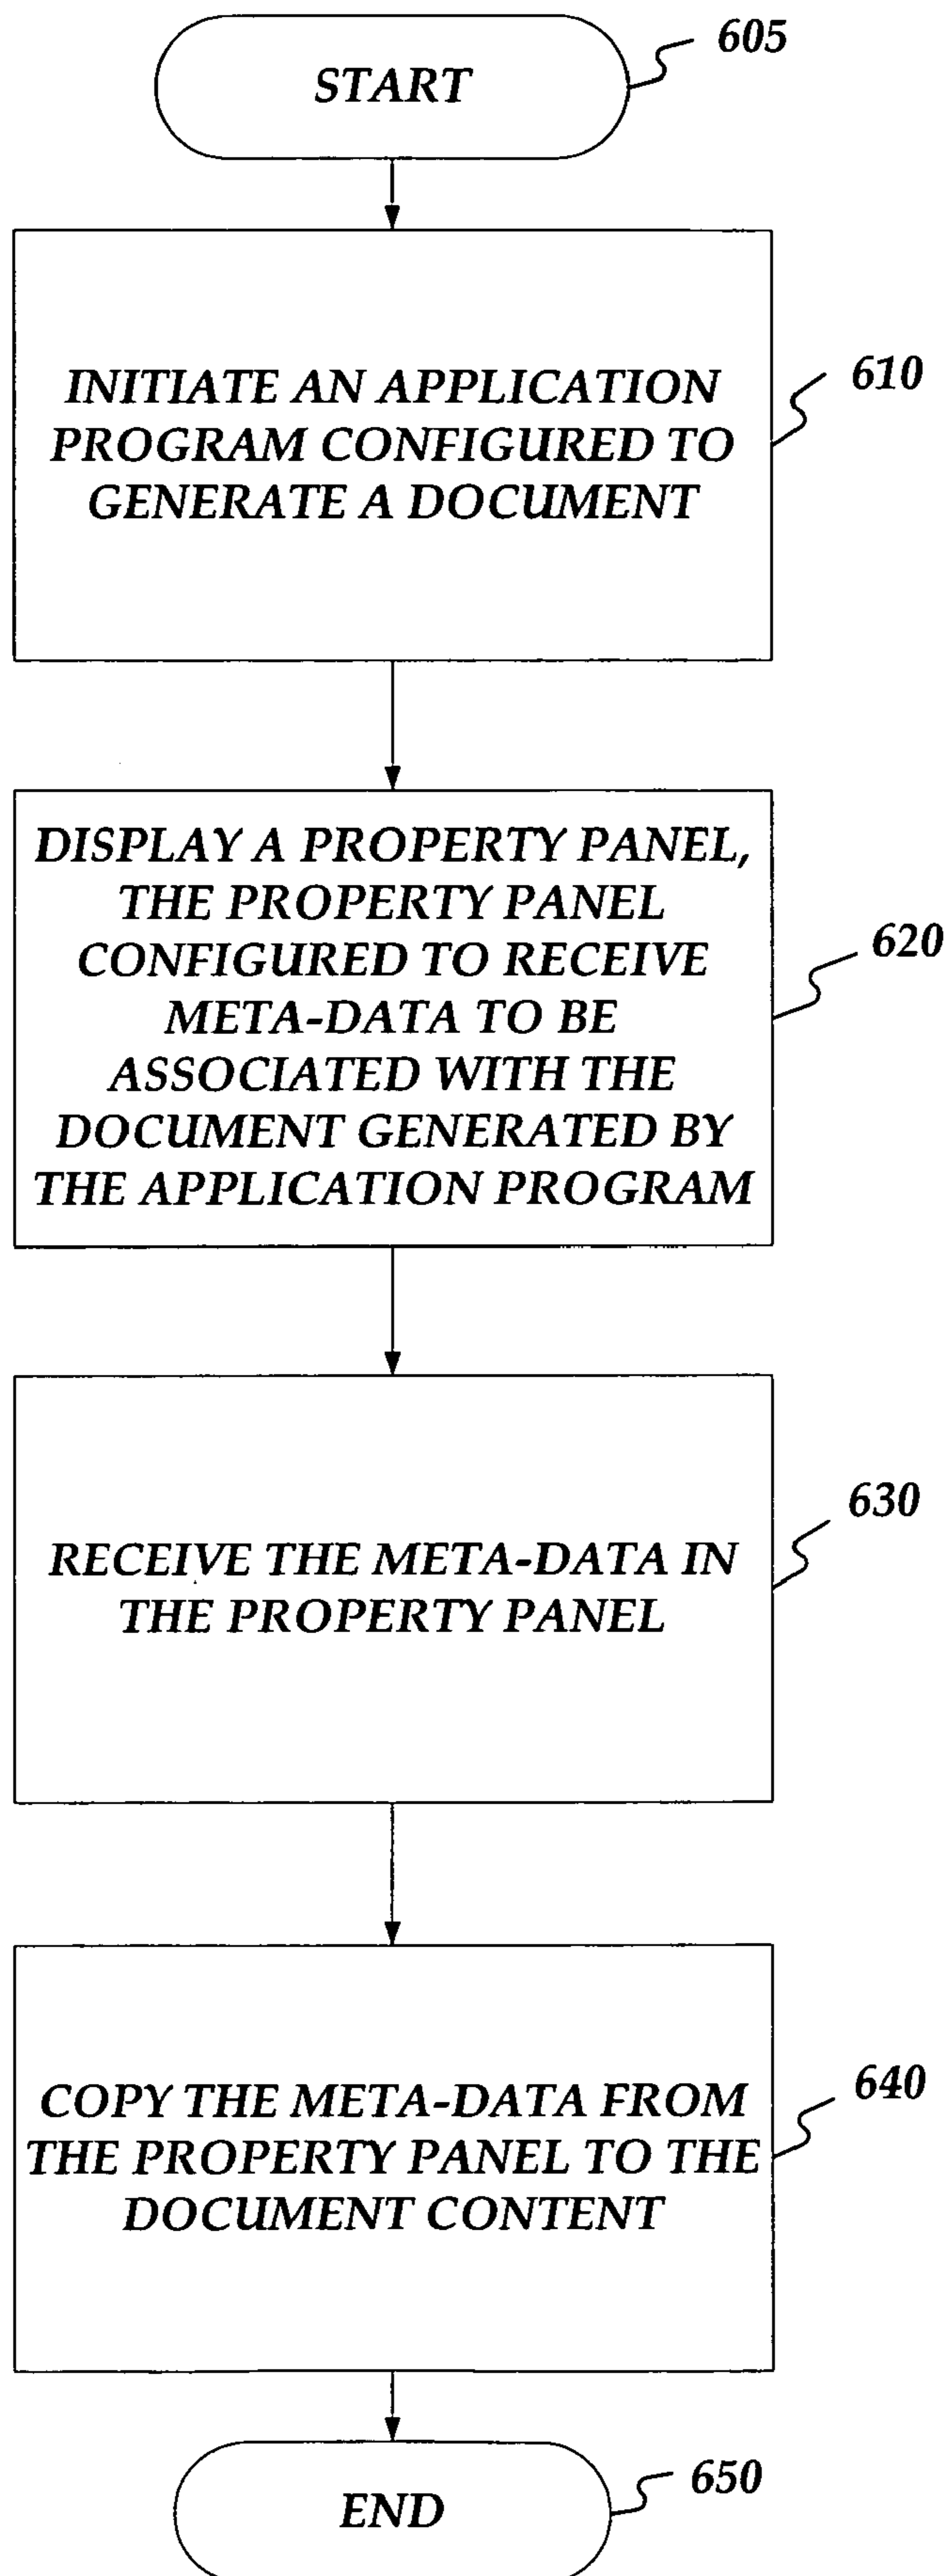 START
605
INITIATE AN APPLICATION
PROGRAM CONFIGURED TO
GENERATE A DOCUMENT
610
DISPLAY A PROPERTY PANEL,
THE PROPERTY PANEL
CONFIGURED TO RECEIVE
META-DATA TO BE
ASSOCIATED WITH THE
DOCUMENT GENERATED BY
THE APPLICATION PROGRAM
620
RECEIVE THE META-DATA IN
THE PROPERTY PANEL
630
COPY THE META-DATA FROM
THE PROPERTY PANEL TO THE
DOCUMENT CONTENT
640
END
650